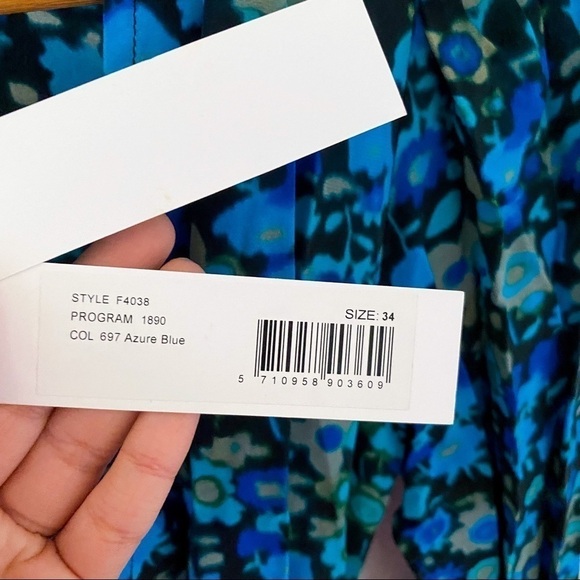 STYLE F4038
PROGRAM 1890
COL 697 Azure Blue
SIZE: 34
5 710958 903609